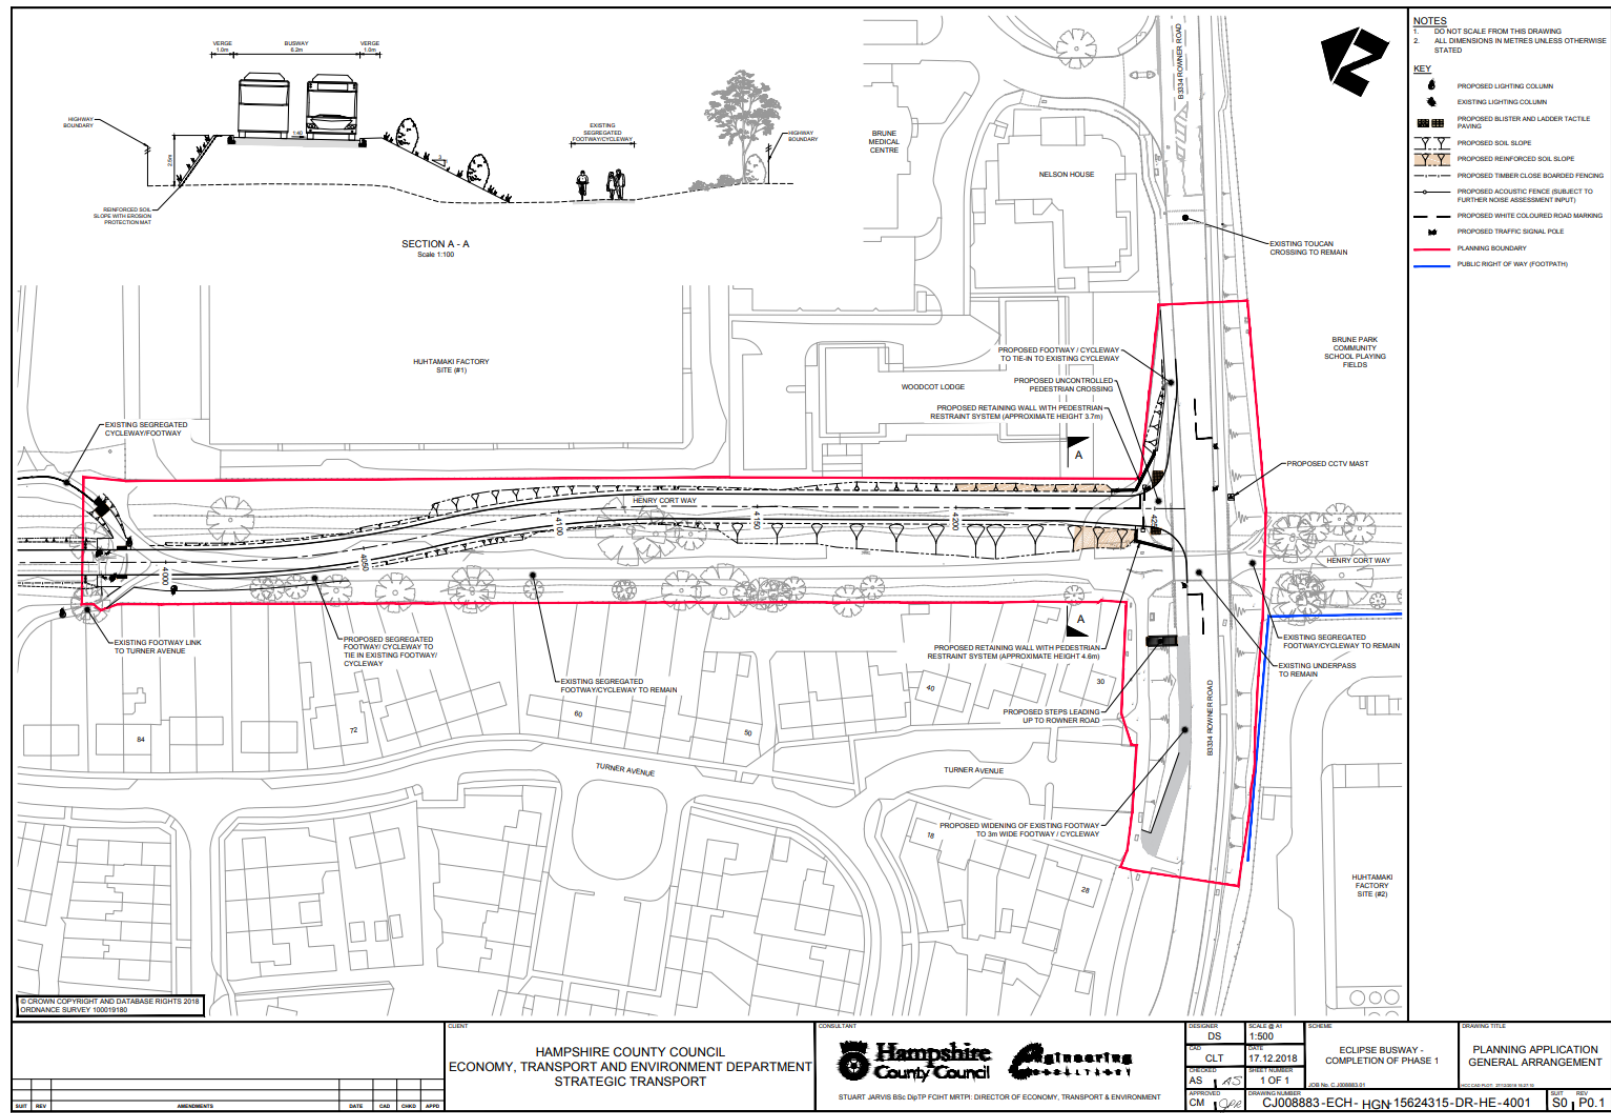 VERGE
1.0m
BUSWAY
6.2m
VERGE
1.0m
HIGHWAY
BOUNDARY
2.5m
1:40
EXISTING
SEGREGATED
FOOTWAY/CYCLEWAY
HIGHWAY
BOUNDARY
REINFORCED SOIL
SLOPE WITH EROSION
PROTECTION MAT
SECTION A - A
Scale 1:100
BRUNE
MEDICAL
CENTRE
NELSON HOUSE
B3334 ROWNER ROAD
EXISTING TOUCAN
CROSSING TO REMAIN
HUHTAMAKI FACTORY
SITE (#1)
WOODCOT LODGE
PROPOSED FOOTWAY / CYCLEWAY
TO TIE-IN TO EXISTING CYCLEWAY
PROPOSED UNCONTROLLED
PEDESTRIAN CROSSING
PROPOSED RETAINING WALL WITH PEDESTRIAN
RESTRAINT SYSTEM (APPROXIMATE HEIGHT 3.7m)
BRUNE PARK
COMMUNITY
SCHOOL PLAYING
FIELDS
EXISTING SEGREGATED
CYCLEWAY/FOOTWAY
A
PROPOSED CCTV MAST
HENRY CORT WAY
4000
4050
4100
4150
4200
HENRY CORT WAY
EXISTING FOOTWAY LINK
TO TURNER AVENUE
PROPOSED SEGREGATED
FOOTWAY/ CYCLEWAY TO
TIE IN EXISTING FOOTWAY/
CYCLEWAY
EXISTING SEGREGATED
FOOTWAY/CYCLEWAY TO REMAIN
A
PROPOSED RETAINING WALL WITH PEDESTRIAN
RESTRAINT SYSTEM (APPROXIMATE HEIGHT 4.6m)
EXISTING SEGREGATED
FOOTWAY/CYCLEWAY TO REMAIN
EXISTING UNDERPASS
TO REMAIN
PROPOSED STEPS LEADING
UP TO ROWNER ROAD
B3334 ROWNER ROAD
84
72
60
50
40
30
TURNER AVENUE
TURNER AVENUE
PROPOSED WIDENING OF EXISTING FOOTWAY
TO 3m WIDE FOOTWAY / CYCLEWAY
18
28
HUHTAMAKI
FACTORY
SITE (#2)
© CROWN COPYRIGHT AND DATABASE RIGHTS 2018
ORDNANCE SURVEY 100019180
NOTES
1. DO NOT SCALE FROM THIS DRAWING
2. ALL DIMENSIONS IN METRES UNLESS OTHERWISE
STATED
KEY
PROPOSED LIGHTING COLUMN
EXISTING LIGHTING COLUMN
PROPOSED BLISTER AND LADDER TACTILE
PAVING
PROPOSED SOIL SLOPE
PROPOSED REINFORCED SOIL SLOPE
PROPOSED TIMBER CLOSE BOARDED FENCING
PROPOSED ACOUSTIC FENCE (SUBJECT TO
FURTHER NOISE ASSESSMENT INPUT)
PROPOSED WHITE COLOURED ROAD MARKING
PROPOSED TRAFFIC SIGNAL POLE
PLANNING BOUNDARY
PUBLIC RIGHT OF WAY (FOOTPATH)
SUIT REV AMENDMENTS DATE CAD CHKD APPD
CLIENT
HAMPSHIRE COUNTY COUNCIL
ECONOMY, TRANSPORT AND ENVIRONMENT DEPARTMENT
STRATEGIC TRANSPORT
CONSULTANT
Hampshire
County Council
Engineering
Consultancy
STUART JARVIS BSc DipTP FCIHT MRTPI: DIRECTOR OF ECONOMY, TRANSPORT & ENVIRONMENT
DESIGNER
DS
CAD
CLT
CHECKED
AS
APPROVED
CM
SCALE @ A1
1:500
DATE
17.12.2018
SHEET NUMBER
1 OF 1
SCHEME
ECLIPSE BUSWAY -
COMPLETION OF PHASE 1
JOB No. CJ008883.01
DRAWING TITLE
PLANNING APPLICATION
GENERAL ARRANGEMENT
DRAWING NUMBER
CJ008883-ECH- HGN-15624315-DR-HE-4001
SUIT
S0
REV
P0.1